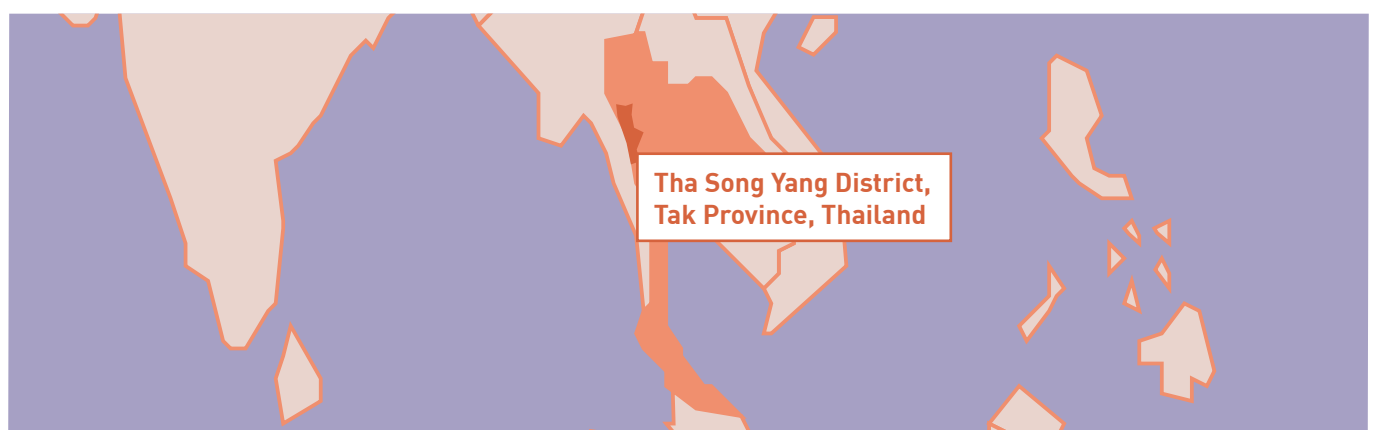 Tha Song Yang District,
Tak Province, Thailand